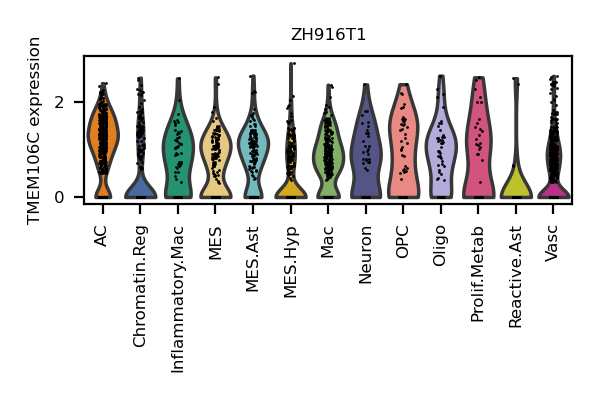 ZH916T1
TMEM106C expression
2
0
AC
Chromatin.Reg
Inflammatory.Mac
MES
MES.Ast
MES.Hyp
Mac
Neuron
OPC
Oligo
Prolif.Metab
Reactive.Ast
Vasc